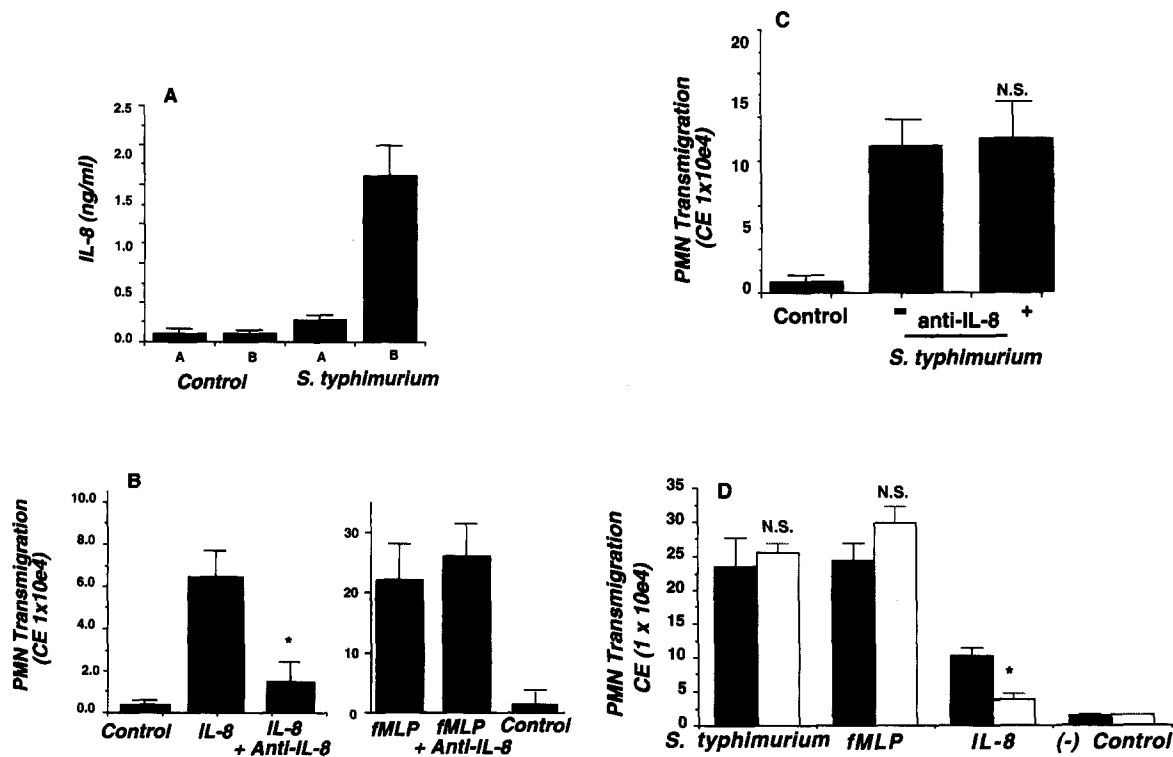 A
IL-8 (ng/ml)
2.5
2.0
1.5
1.0
0.5
0.0
A B A B
Control S. typhimurium
B
PMN Transmigration
(CE 1x10e4)
10.0
8.0
6.0
4.0
2.0
0.0
*
Control IL-8 IL-8
+ Anti-IL-8
30
20
10
0
fMLP fMLP Control
+ Anti-IL-8
C
PMN Transmigration
(CE 1x10e4)
20
15
10
5
0
N.S.
Control - anti-IL-8 +
S. typhimurium
D
PMN Transmigration
CE (1 x 10e4)
35
30
25
20
15
10
5
0
N.S.
N.S.
*
S. typhimurium fMLP IL-8 (-) Control